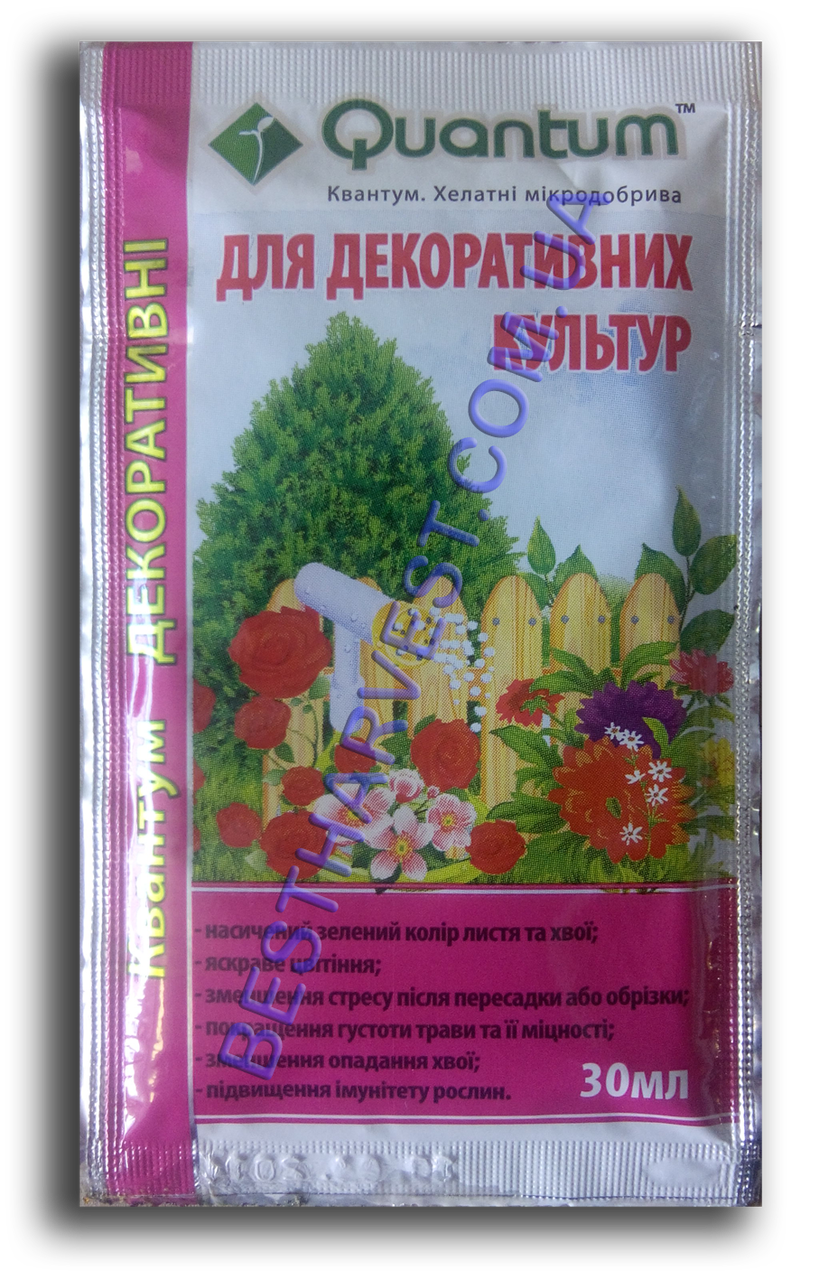 Quantum™
Квантум. Хелатні мікродобрива
ДЛЯ ДЕКОРАТИВНИХ
КУЛЬТУР
Квантум ДЕКОРАТИВНІ
BESTHARVEST.COM.UA
- насичений зелений колір листя та хвої;
- яскраве цвітіння;
- зменшення стресу після пересадки або обрізки;
- покращення густоти трави та її міцності;
- зменшення опадання хвої;
- підвищення імунітету рослин.
30мл